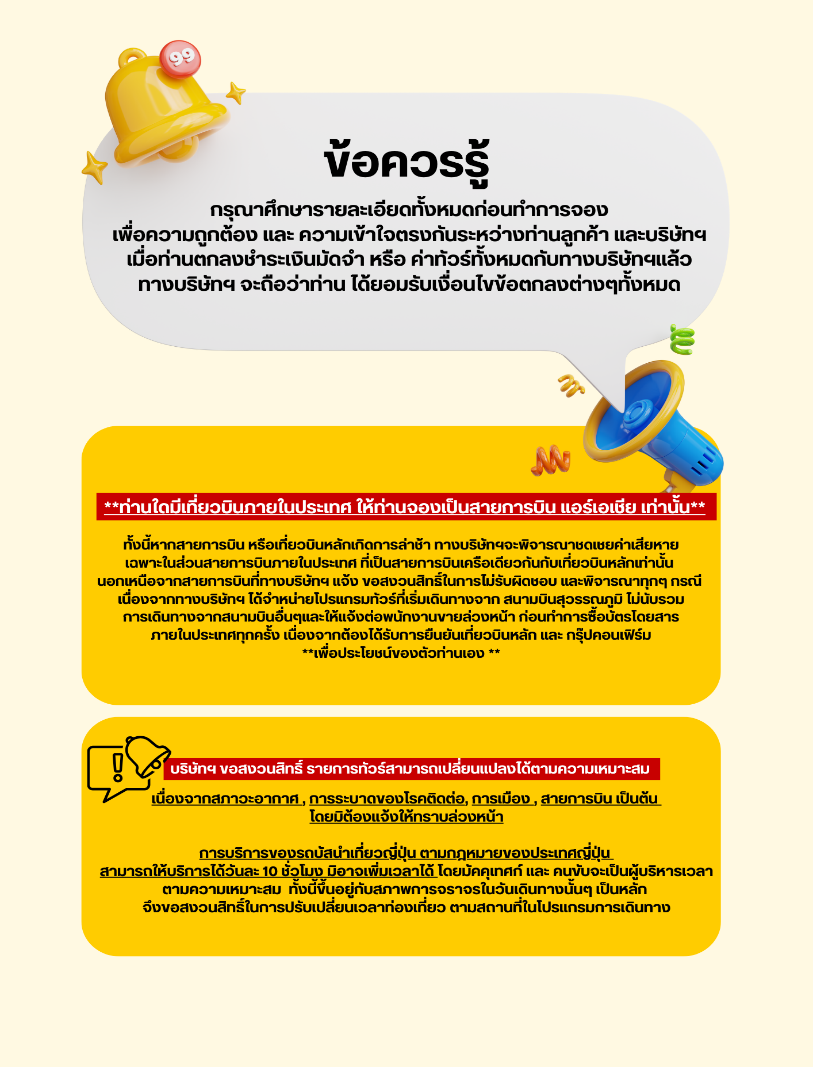 99
ข้อควรรู้
กรุณาศึกษารายละเอียดทั้งหมดก่อนทำการจอง
เพื่อความถูกต้อง และ ความเข้าใจตรงกันระหว่างท่านลูกค้า และบริษัทฯ
เมื่อท่านตกลงชำระเงินมัดจำ หรือ ค่าทัวร์ทั้งหมดกับทางบริษัทฯแล้ว
ทางบริษัทฯ จะถือว่าท่าน ได้ยอมรับเงื่อนไขข้อตกลงต่างๆทั้งหมด
**ท่านใดมีเที่ยวบินภายในประเทศ ให้ท่านจองเป็นสายการบิน แอร์เอเชีย เท่านั้น**
ทั้งนี้หากสายการบิน หรือเที่ยวบินหลักเกิดการล่าช้า ทางบริษัทฯจะพิจารณาชดเชยค่าเสียหาย
เฉพาะในส่วนสายการบินภายในประเทศ ที่เป็นสายการบินเครือเดียวกันกับเที่ยวบินหลักเท่านั้น
นอกเหนือจากสายการบินที่ทางบริษัทฯ แจ้ง ขอสงวนสิทธิ์ในการไม่รับผิดชอบ และพิจารณาทุกๆ กรณี
เนื่องจากทางบริษัทฯ ได้จำหน่ายโปรแกรมทัวร์ที่เริ่มเดินทางจาก สนามบินสุวรรณภูมิ ไม่นับรวม
การเดินทางจากสนามบินอื่นๆและให้แจ้งต่อพนักงานขายล่วงหน้า ก่อนทำการซื้อบัตรโดยสาร
ภายในประเทศทุกครั้ง เนื่องจากต้องได้รับการยืนยันเที่ยวบินหลัก และ กรุ๊ปคอนเฟิร์ม
**เพื่อประโยชน์ของตัวท่านเอง **
บริษัทฯ ขอสงวนสิทธิ์ รายการทัวร์สามารถเปลี่ยนแปลงได้ตามความเหมาะสม
เนื่องจากสภาวะอากาศ , การระบาดของโรคติดต่อ, การเมือง , สายการบิน เป็นต้น
โดยมิต้องแจ้งให้ทราบล่วงหน้า
การบริการของรถบัสนำเที่ยวญี่ปุ่น ตามกฎหมายของประเทศญี่ปุ่น
สามารถให้บริการได้วันละ 10 ชั่วโมง มิอาจเพิ่มเวลาได้ โดยมัคคุเทศก์ และ คนขับจะเป็นผู้บริหารเวลา
ตามความเหมาะสม ทั้งนี้ขึ้นอยู่กับสภาพการจราจรในวันเดินทางนั้นๆ เป็นหลัก
จึงขอสงวนสิทธิ์ในการปรับเปลี่ยนเวลาท่องเที่ยว ตามสถานที่ในโปรแกรมการเดินทาง